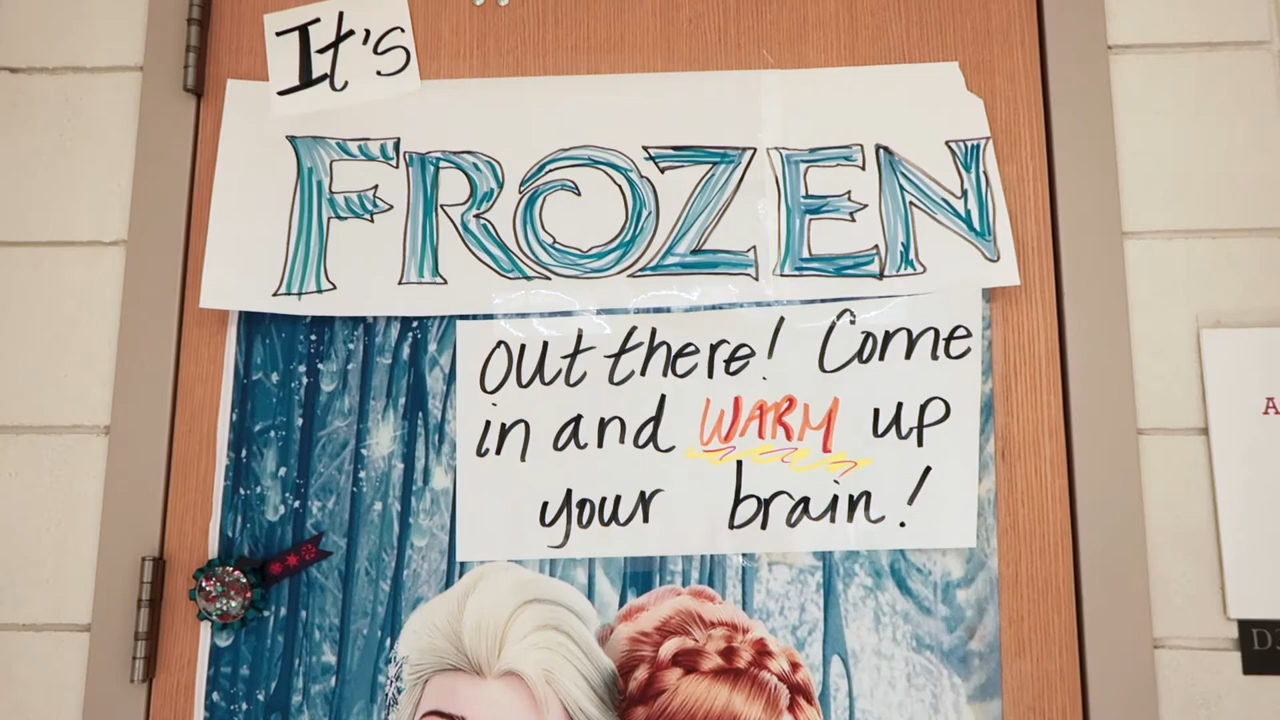 It's
FROZEN
out there! Come
in and WARM up
your brain!